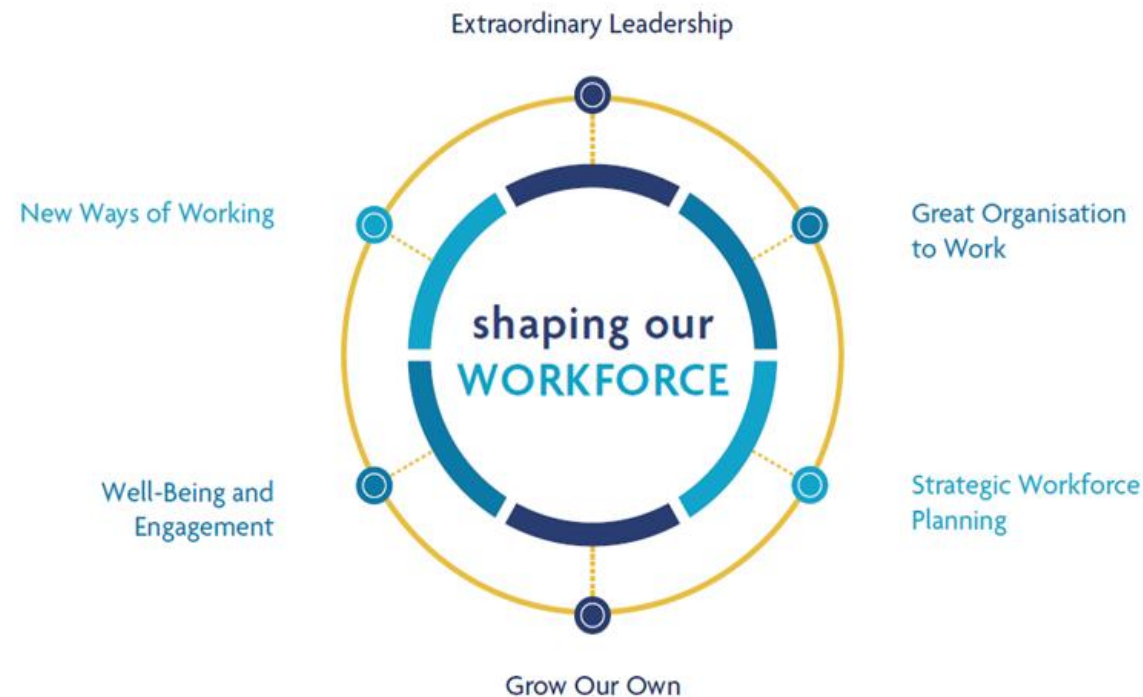 Extraordinary Leadership
New Ways of Working
Great Organisation
to Work
shaping our
WORKFORCE
Well-Being and
Engagement
Strategic Workforce
Planning
Grow Our Own